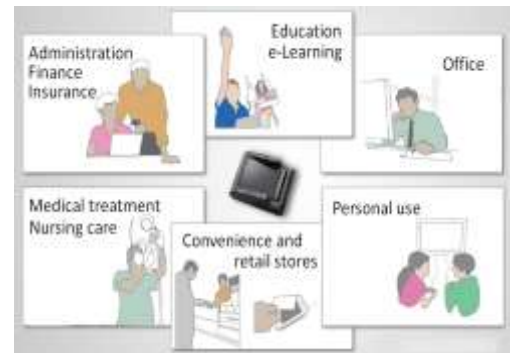 Administration
Finance
Insurance
Education
e-Learning
Office
Medical treatment
Nursing care
Convenience and
retail stores
Personal use